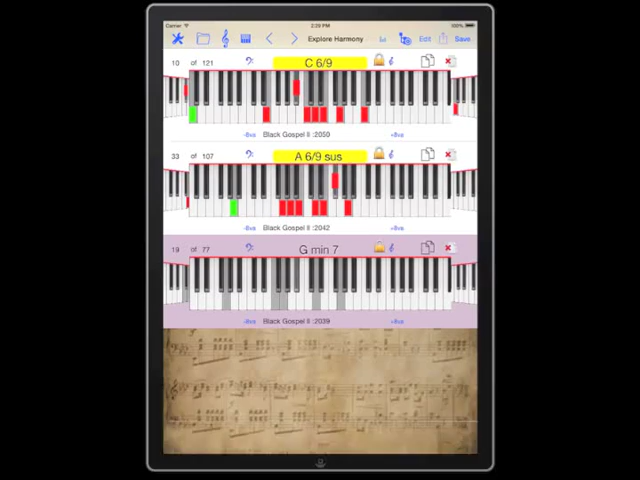 Carrier 2:29 PM 100%
Explore Harmony Edit Save
10 of 121 C 6/9
-8va Black Gospel II :2050 +8va
33 of 107 A 6/9 sus
-8va Black Gospel II :2042 +8va
19 of 77 G min 7
-8va Black Gospel II :2039 +8va